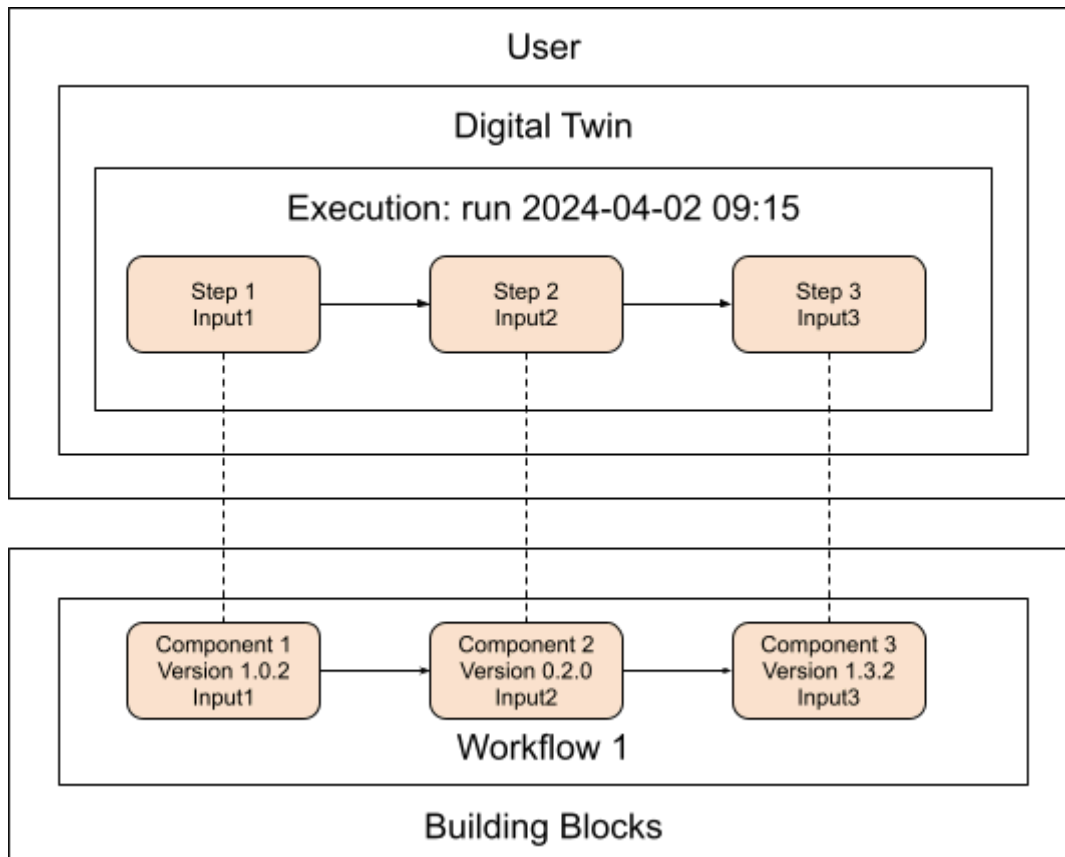 User
Digital Twin
Execution: run 2024-04-02 09:15
Step 1
Input1
Step 2
Input2
Step 3
Input3
Component 1
Version 1.0.2
Input1
Component 2
Version 0.2.0
Input2
Component 3
Version 1.3.2
Input3
Workflow 1
Building Blocks